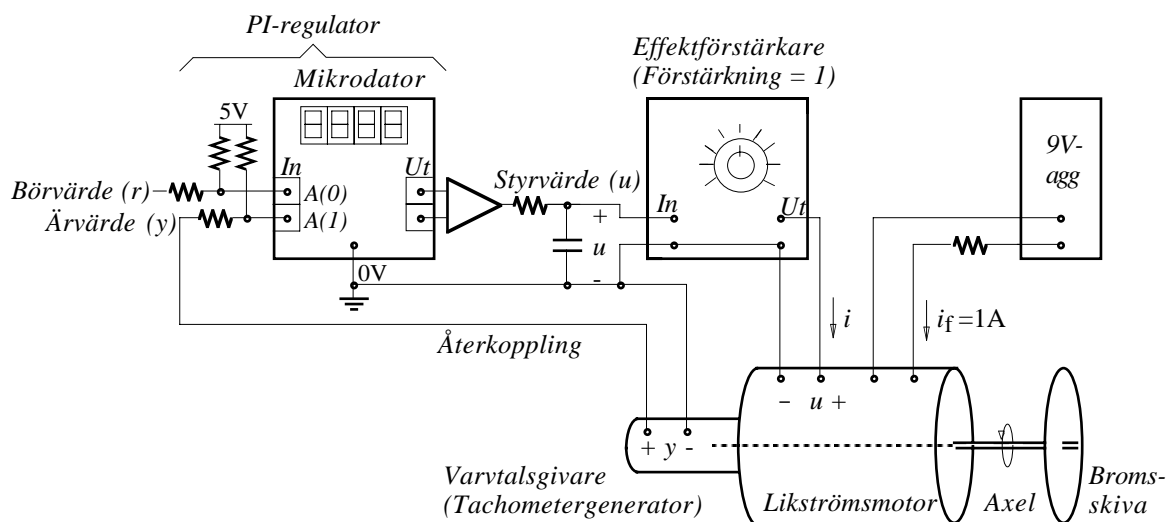 PI-regulator
Mikrodator
5V
In
Ut
Börvärde (r)
A(0)
Ärvärde (y)
A(1)
0V
Styrvärde (u)
+
u
-
Effektförstärkare
(Förstärkning = 1)
In
Ut
9V-
agg
i
if=1A
Återkoppling
- u +
+ y -
Varvtalsgivare
(Tachometergenerator)
Likströmsmotor
Axel
Broms-
skiva